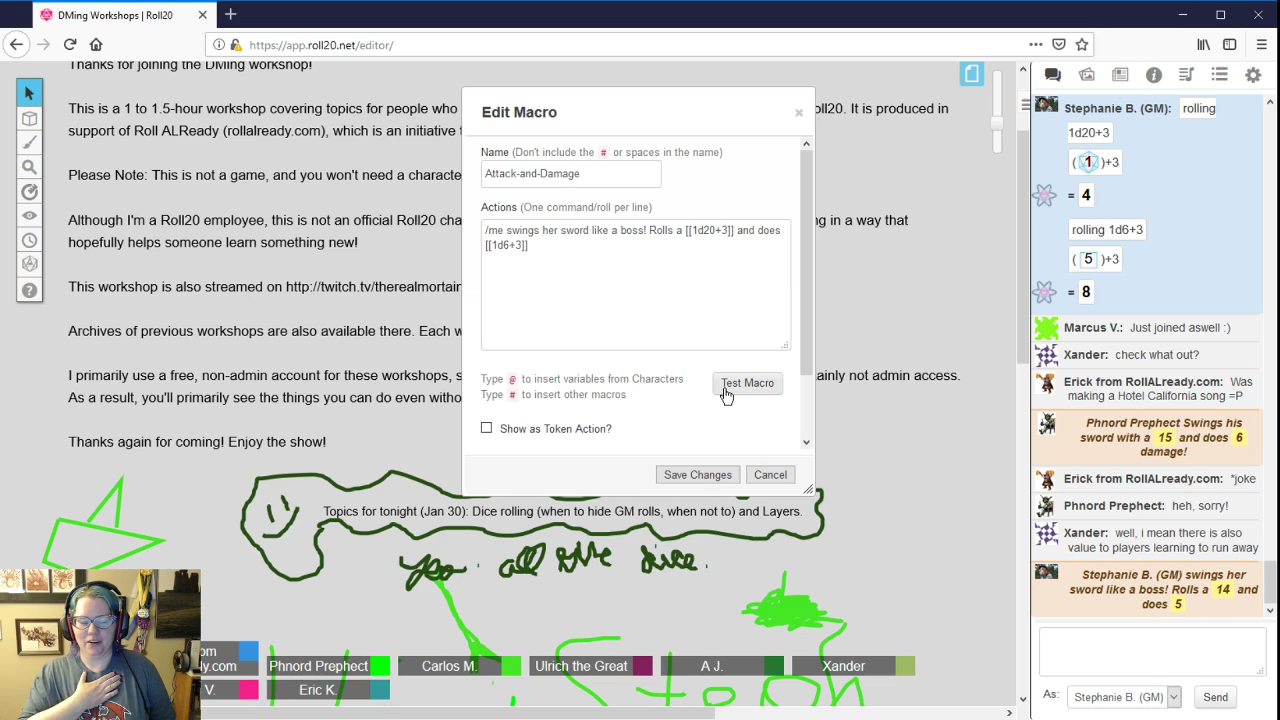 DMing Workshops | Roll20
https://app.roll20.net/editor/
Thanks for joining the DMing workshop!
This is a 1 to 1.5-hour workshop covering topics for people who
oll20. It is produced in
support of Roll ALReady (rollalready.com), which is an initiative
Please Note: This is not a game, and you won't need a characte
Although I'm a Roll20 employee, this is not an official Roll20 cha
ng in a way that
hopefully helps someone learn something new!
This workshop is also streamed on http://twitch.tv/therealmortain
Archives of previous workshops are also available there. Each w
I primarily use a free, non-admin account for these workshops, s
tainly not admin access.
As a result, you'll primarily see the things you can do even witho
Thanks again for coming! Enjoy the show!
Topics for tonight (Jan 30): Dice rolling (when to hide GM rolls, when not to) and Layers.
Edit Macro
Name (Don't include the # or spaces in the name)
Attack-and-Damage
Actions (One command/roll per line)
/me swings her sword like a boss! Rolls a [[1d20+3]] and does
[[1d6+3]]
Type @ to insert variables from Characters
Type # to insert other macros
Test Macro
Show as Token Action?
Save Changes
Cancel
Stephanie B. (GM): rolling
1d20+3
(1)+3
= 4
rolling 1d6+3
(5)+3
= 8
Marcus V.: Just joined aswell :)
Xander: check what out?
Erick from RollALready.com: Was
making a Hotel California song =P
Phnord Prephect Swings his
sword with a 15 and does 6
damage!
Erick from RollALready.com: *joke
Phnord Prephect: heh, sorry!
Xander: well, i mean there is also
value to players learning to run away
Stephanie B. (GM) swings her
sword like a boss! Rolls a 14 and
does 5
As: Stephanie B. (GM)
Send
om
dy.com
Phnord Prephect
Carlos M.
Ulrich the Great
A J.
Xander
V.
Eric K.